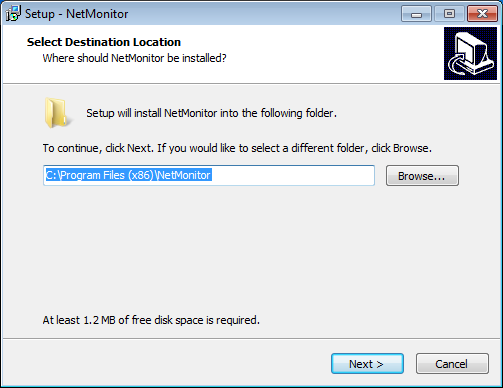 Setup - NetMonitor
Select Destination Location
Where should NetMonitor be installed?
Setup will install NetMonitor into the following folder.
To continue, click Next. If you would like to select a different folder, click Browse.
C:\Program Files (x86)\NetMonitor
Browse...
At least 1.2 MB of free disk space is required.
Next >
Cancel